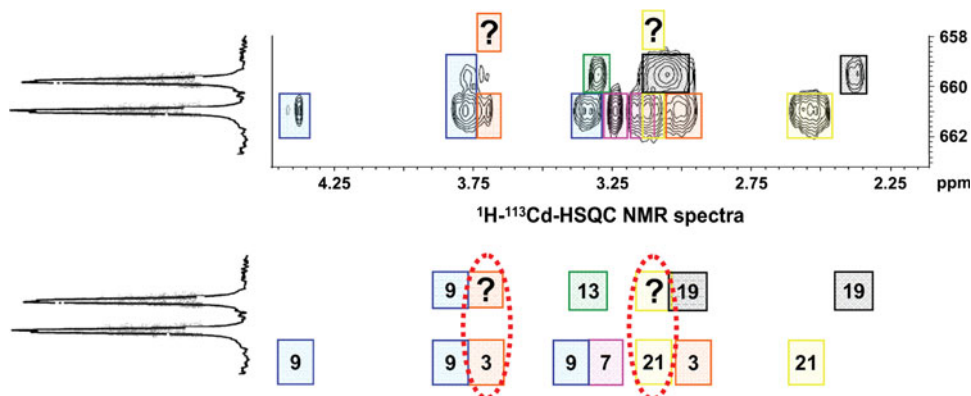 ? ?
658
660
662
4.25 3.75 3.25 2.75 2.25 ppm
¹H-¹¹³Cd-HSQC NMR spectra
9 ? 13 ? 19 19
9 9 3 9 7 21 3 21